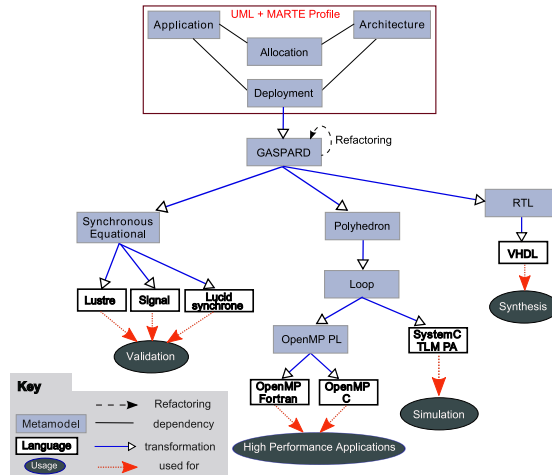 UML + MARTE Profile
Application
Architecture
Allocation
Deployment
Refactoring
GASPARD
RTL
Synchronous
Equational
Polyhedron
VHDL
Loop
Lustre
Signal
Lucid
synchrone
Synthesis
OpenMP PL
SystemC
TLM PA
Validation
OpenMP
Fortran
OpenMP
C
Simulation
High Performance Applications
Key
Refactoring
Metamodel
dependency
Language
transformation
Usage
used for